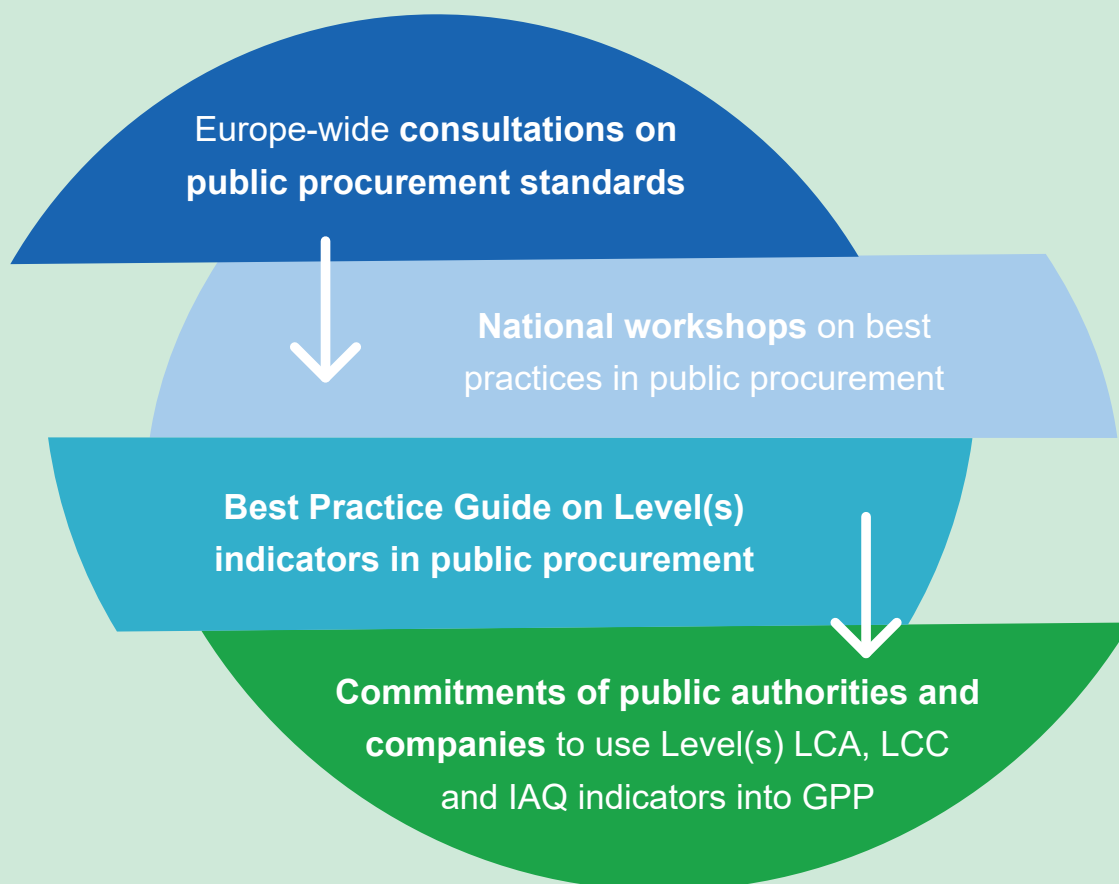 Europe-wide consultations on
public procurement standards
National workshops on best
practices in public procurement
Best Practice Guide on Level(s)
indicators in public procurement
Commitments of public authorities and
companies to use Level(s) LCA, LCC
and IAQ indicators into GPP